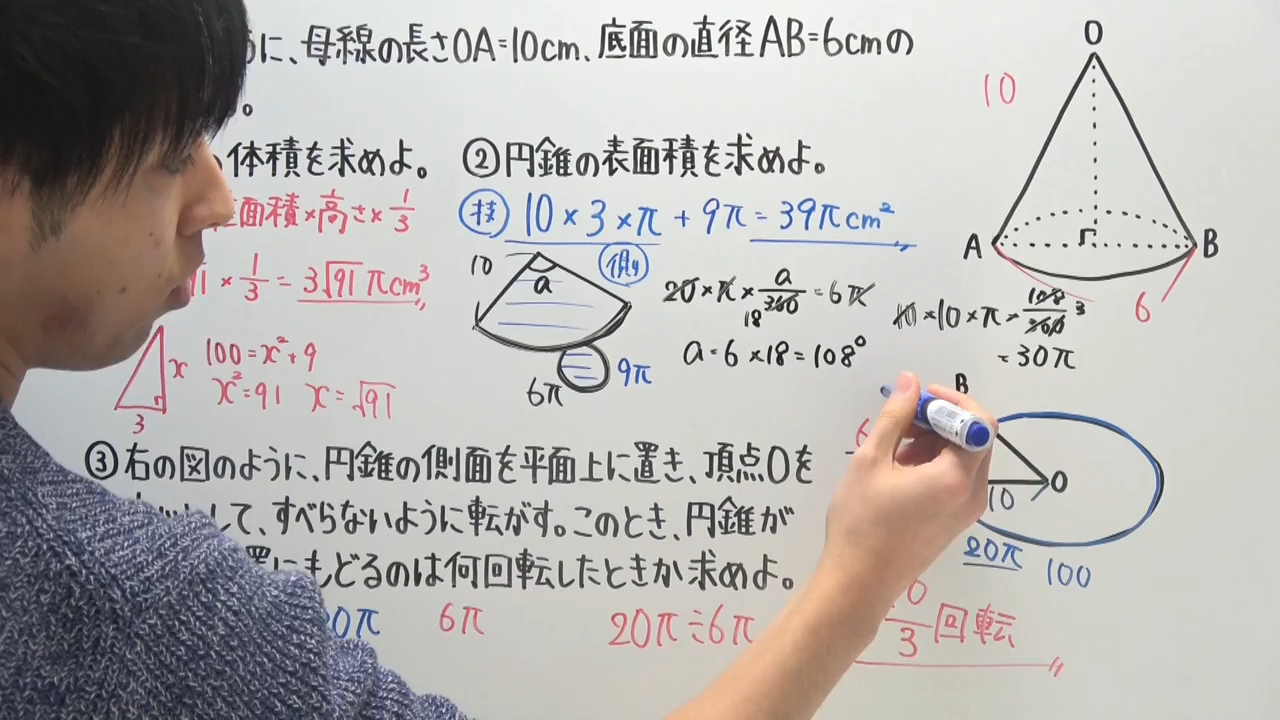 に、母線の長さOA=10cm、底面の直径AB=6cmの
。
体積を求めよ。 ②円錐の表面積を求めよ。
面積×高さ×1/3
技 10×3×π+9π=39πcm²
×1/3=3√91πcm³
10 a 側
20×π×a/360=6π
18
a=6×18=108°
10×10×π×108/360 3
=30π
6π 9π
x 3
100=x²+9
x²=91 x=√91
O
10
A B
6
③右の図のように、円錐の側面を平面上に置き、頂点Oを
して、すべらないように転がす。このとき、円錐が
にもどるのは何回転したときか求めよ。
B
6
O
10
20π 100
0π 6π 20π÷6π
0/3回転